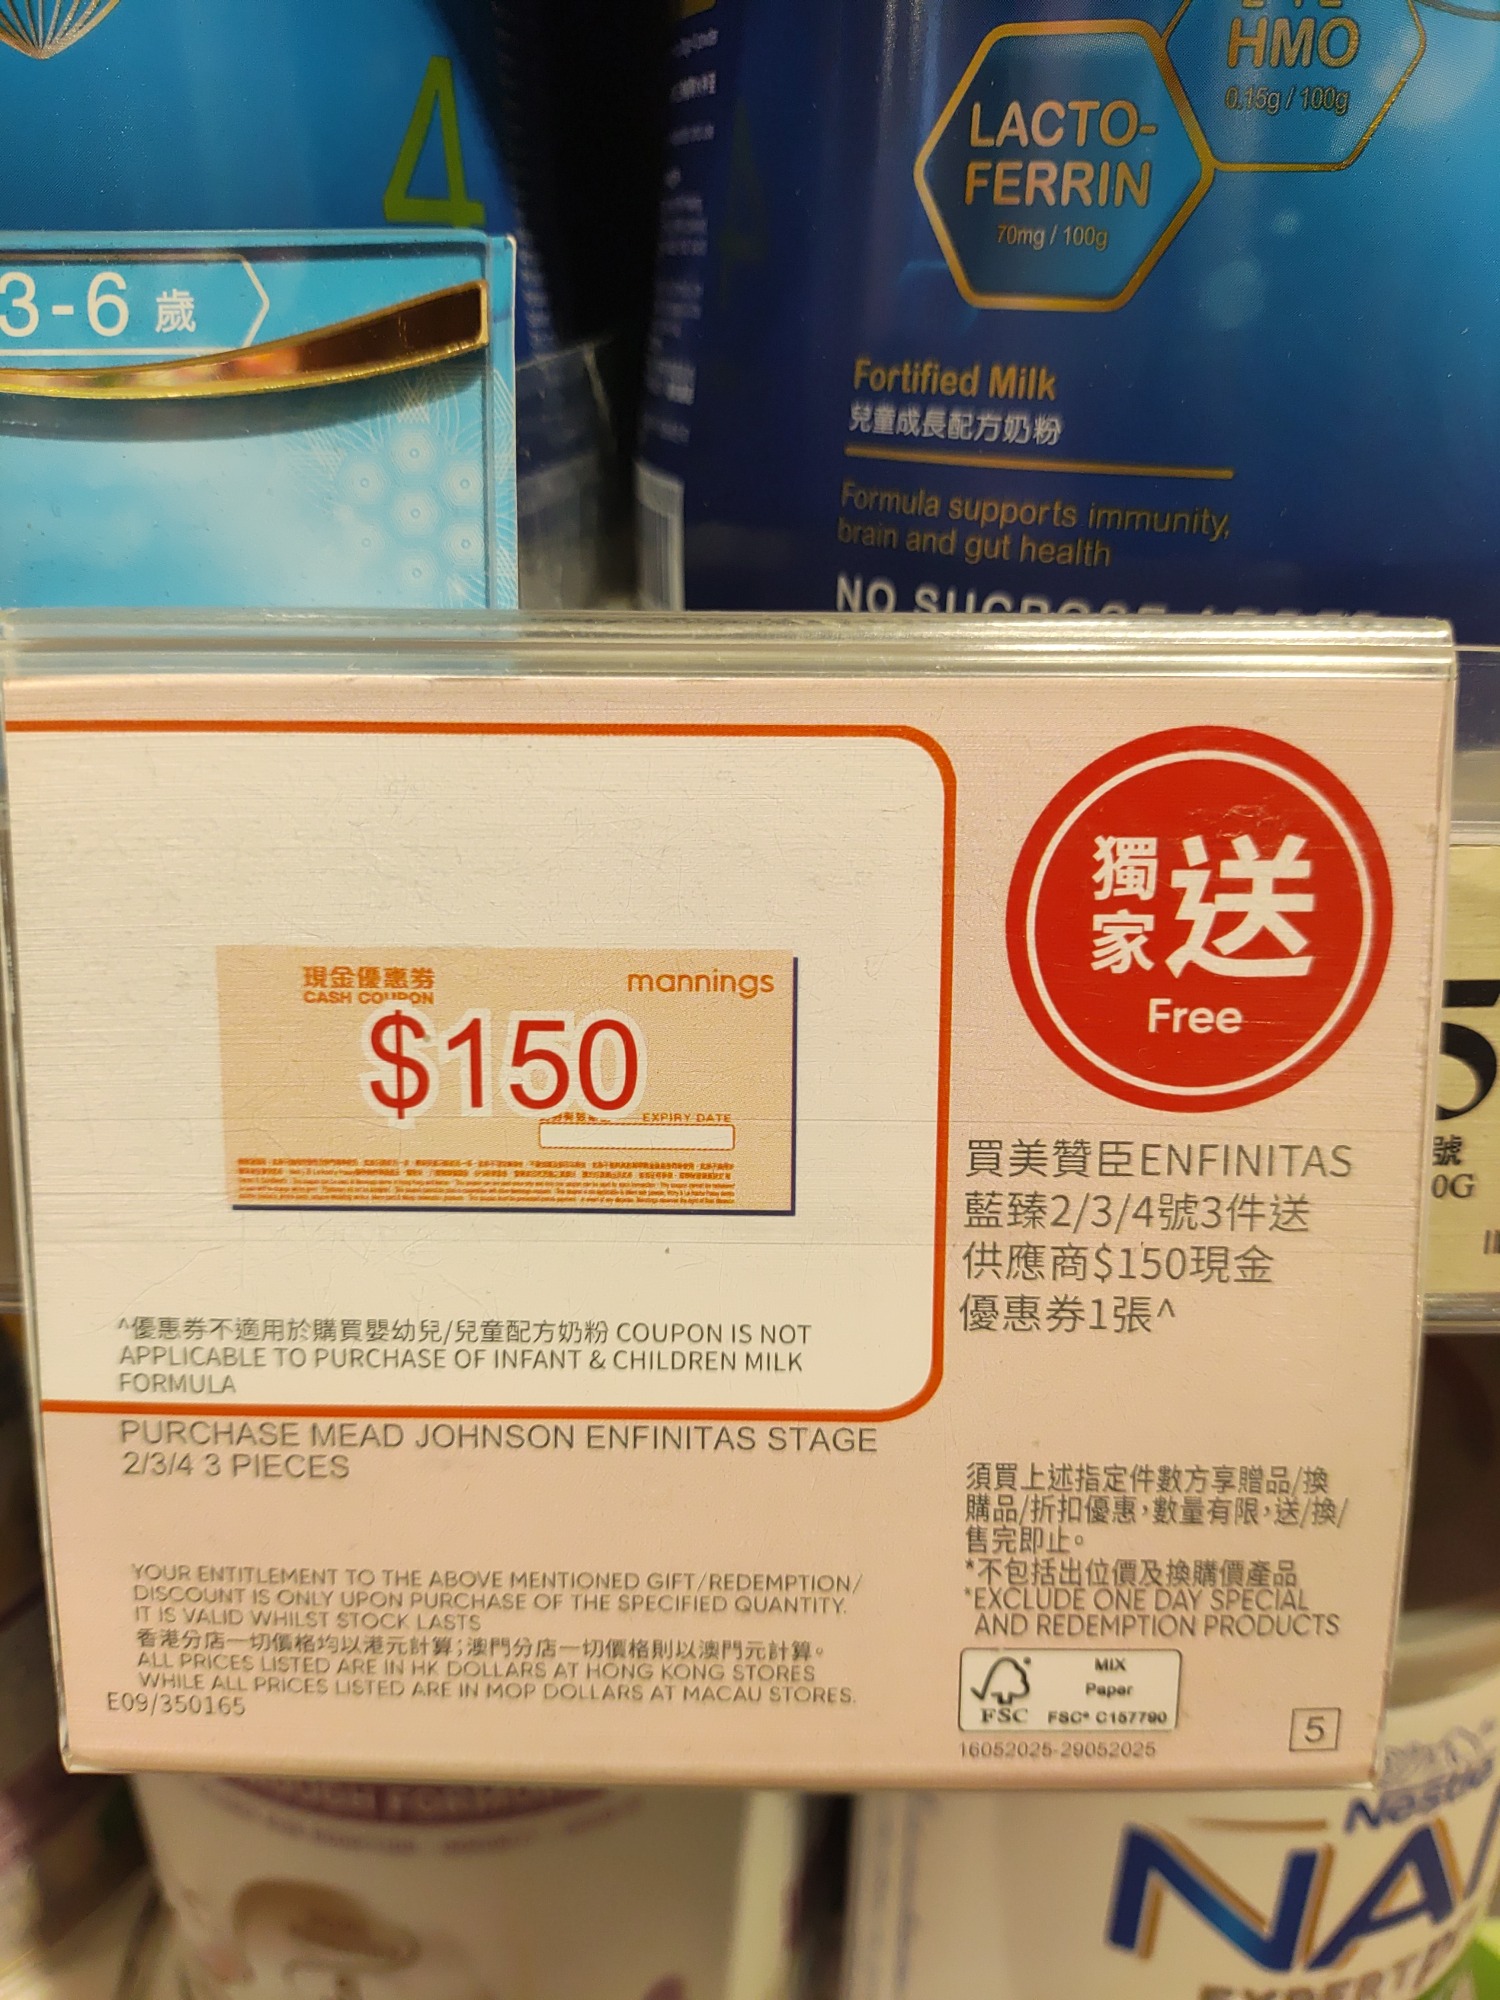 4
3-6 歲
HMO
0.15g / 100g
LACTO-
FERRIN
70mg / 100g
Fortified Milk
兒童成長配方奶粉
Formula supports immunity,
brain and gut health
NO
獨家送
Free
現金優惠券
CASH COUPON
mannings
$150
EXPIRY DATE
^優惠券不適用於購買嬰幼兒/兒童配方奶粉 COUPON IS NOT
APPLICABLE TO PURCHASE OF INFANT & CHILDREN MILK
FORMULA
PURCHASE MEAD JOHNSON ENFINITAS STAGE
2/3/4 3 PIECES
買美贊臣ENFINITAS
藍臻2/3/4號3件送
供應商$150現金
優惠券1張^
YOUR ENTITLEMENT TO THE ABOVE MENTIONED GIFT/REDEMPTION/
DISCOUNT IS ONLY UPON PURCHASE OF THE SPECIFIED QUANTITY.
IT IS VALID WHILST STOCK LASTS
香港分店一切價格均以港元計算;澳門分店一切價格則以澳門元計算。
ALL PRICES LISTED ARE IN HK DOLLARS AT HONG KONG STORES
WHILE ALL PRICES LISTED ARE IN MOP DOLLARS AT MACAU STORES.
E09/350165
須買上述指定件數方享贈品/換
購品/折扣優惠,數量有限,送/換/
售完即止。
*不包括出位價及換購價產品
*EXCLUDE ONE DAY SPECIAL
AND REDEMPTION PRODUCTS
FSC
MIX
Paper
FSC® C157790
16052025-29052025
5
5
號
0G
Nestlé
NA